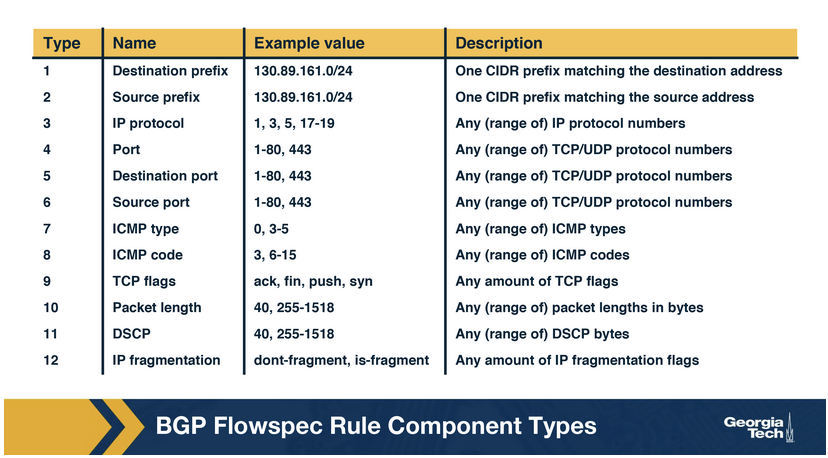 Type Name Example value Description
1 Destination prefix 130.89.161.0/24 One CIDR prefix matching the destination address
2 Source prefix 130.89.161.0/24 One CIDR prefix matching the source address
3 IP protocol 1, 3, 5, 17-19 Any (range of) IP protocol numbers
4 Port 1-80, 443 Any (range of) TCP/UDP protocol numbers
5 Destination port 1-80, 443 Any (range of) TCP/UDP protocol numbers
6 Source port 1-80, 443 Any (range of) TCP/UDP protocol numbers
7 ICMP type 0, 3-5 Any (range of) ICMP types
8 ICMP code 3, 6-15 Any (range of) ICMP codes
9 TCP flags ack, fin, push, syn Any amount of TCP flags
10 Packet length 40, 255-1518 Any (range of) packet lengths in bytes
11 DSCP 40, 255-1518 Any (range of) DSCP bytes
12 IP fragmentation dont-fragment, is-fragment Any amount of IP fragmentation flags
BGP Flowspec Rule Component Types
Georgia
Tech